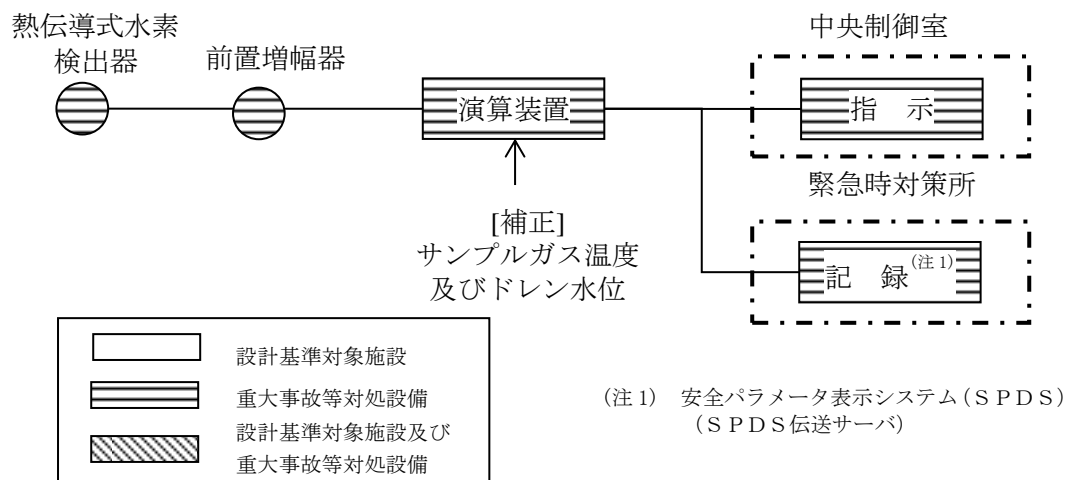 熱伝導式水素
検出器
前置増幅器
演算装置
中央制御室
指　示
緊急時対策所
記　録(注1)
[補正]
サンプルガス温度
及びドレン水位
設計基準対象施設
重大事故等対処設備
設計基準対象施設及び
重大事故等対処設備
(注1)　安全パラメータ表示システム(ＳＰＤＳ)
(ＳＰＤＳ伝送サーバ)